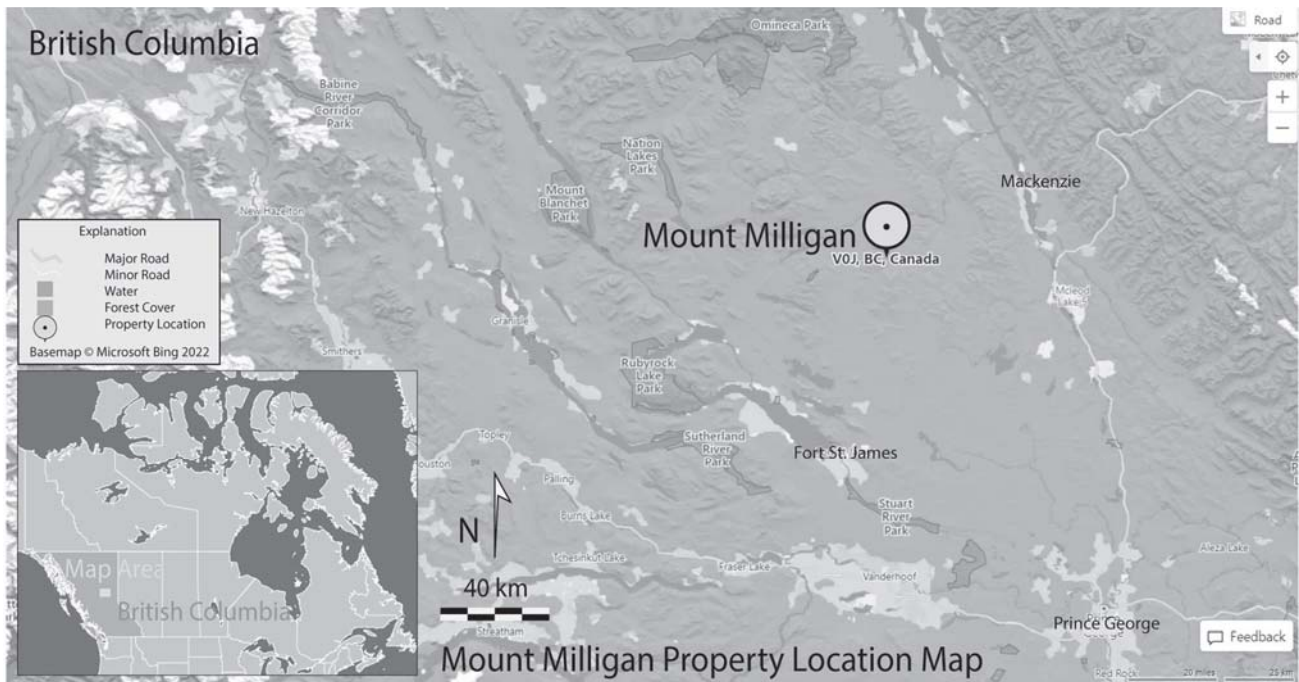 British Columbia
Omineca Park
Road
Babine
River
Corridor
Park
Nation
Lakes
Park
Mackenzie
Mount
Blanchet
Park
New Hazelton
Mount Milligan
V0J, BC, Canada
Explanation
Major Road
Minor Road
Water
Forest Cover
Property Location
Basemap © Microsoft Bing 2022
Mcleod
Lake
Granisle
Smithers
Rubyrock
Lake
Park
Topley
Sutherland
River
Park
Fort St. James
Houston
Palling
Stuart
River
Park
Burns Lake
N
Tchesinkut Lake
Fraser Lake
Vanderhoof
Aleza Lake
Map Area
British Columbia
40 km
Streatham
Prince George
Feedback
Mount Milligan Property Location Map
Red Rock
20 miles
25 km